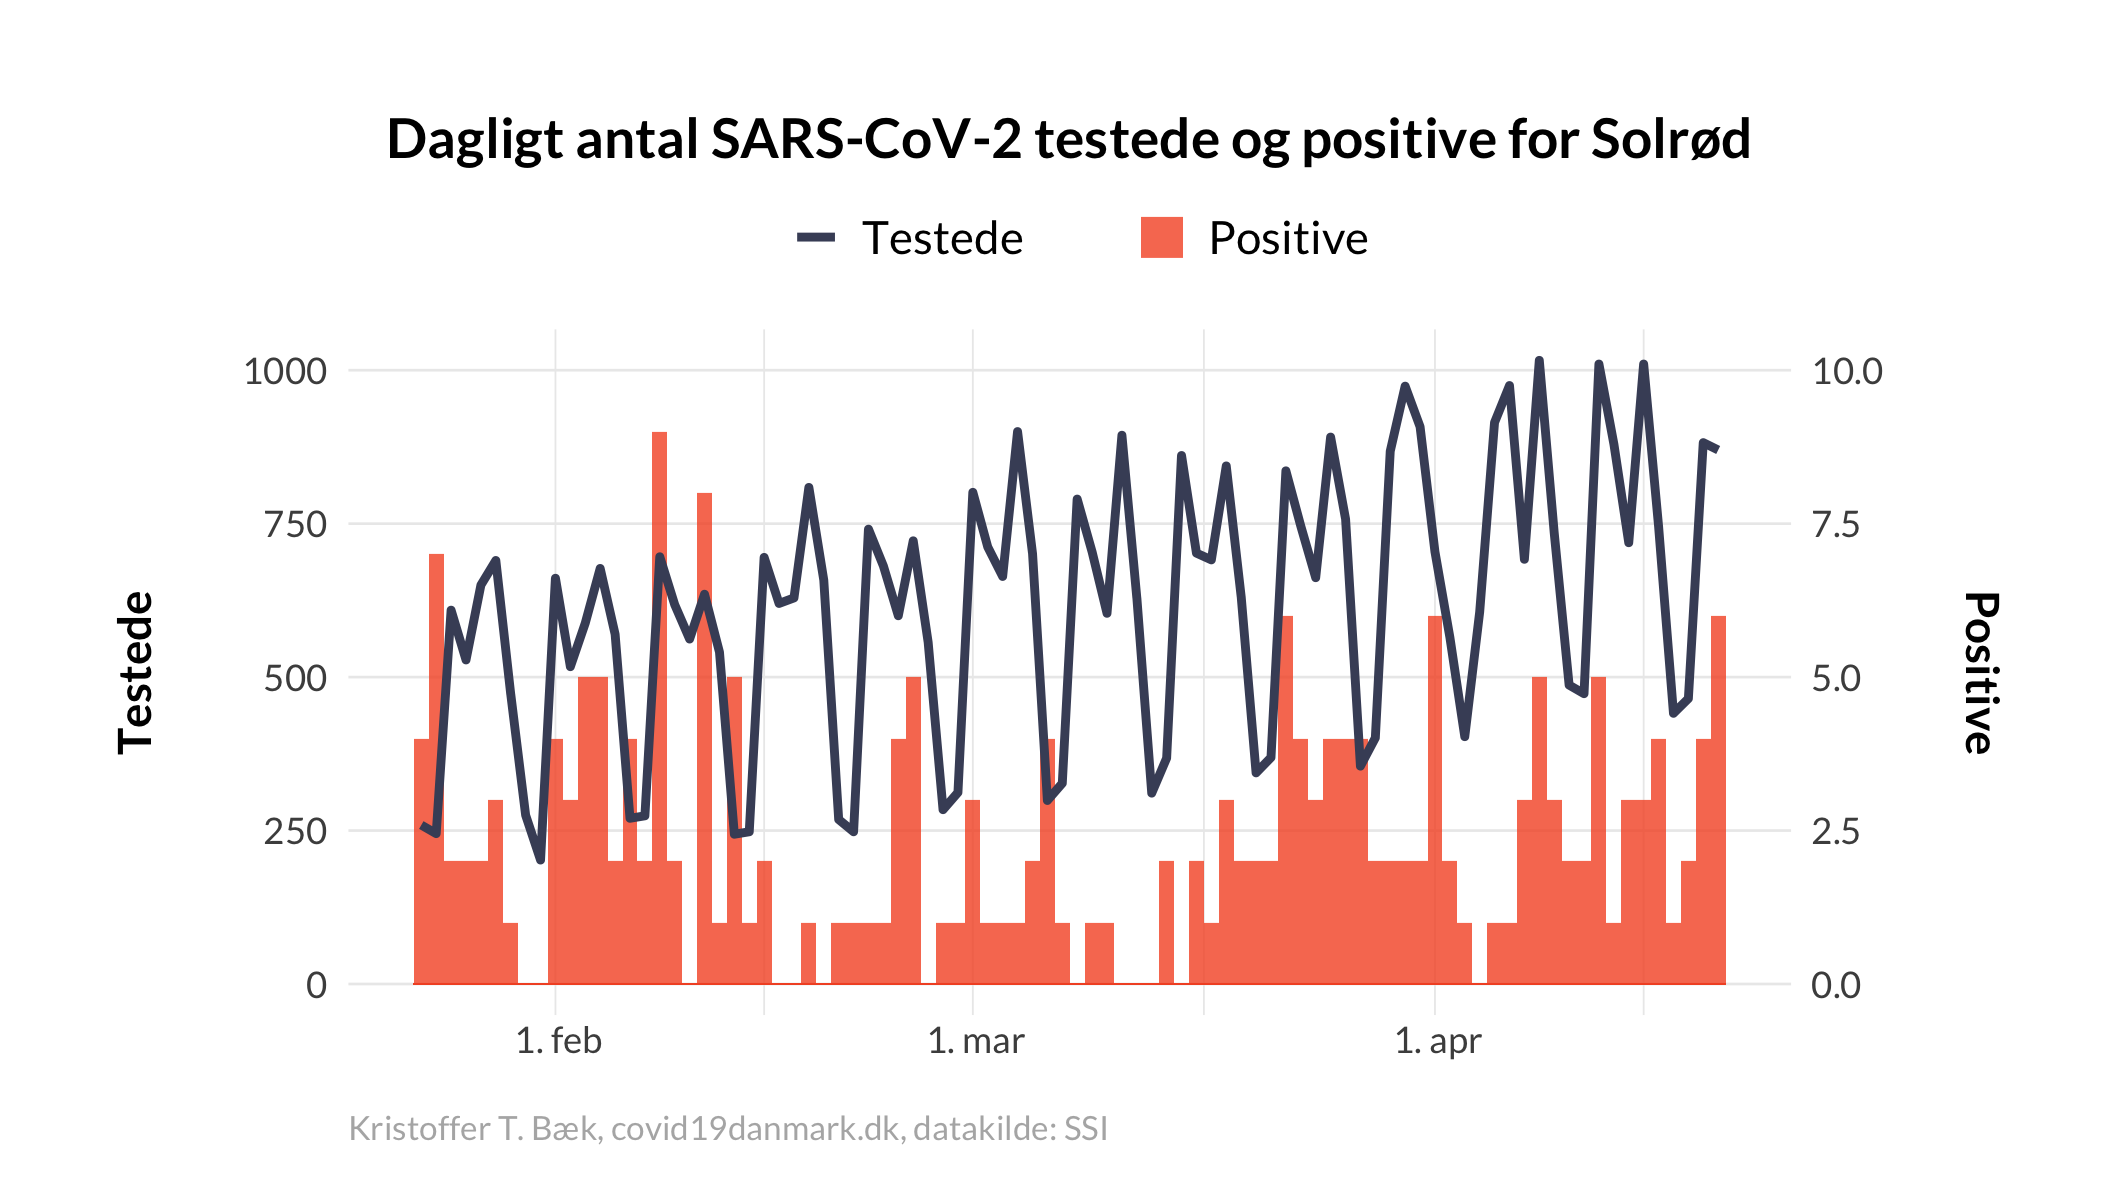 Dagligt antal SARS-CoV-2 testede og positive for Solrød
Testede
Positive
1000
750
500
250
0
10.0
7.5
5.0
2.5
0.0
Testede
Positive
1. feb
1. mar
1. apr
Kristoffer T. Bæk, covid19danmark.dk, datakilde: SSI